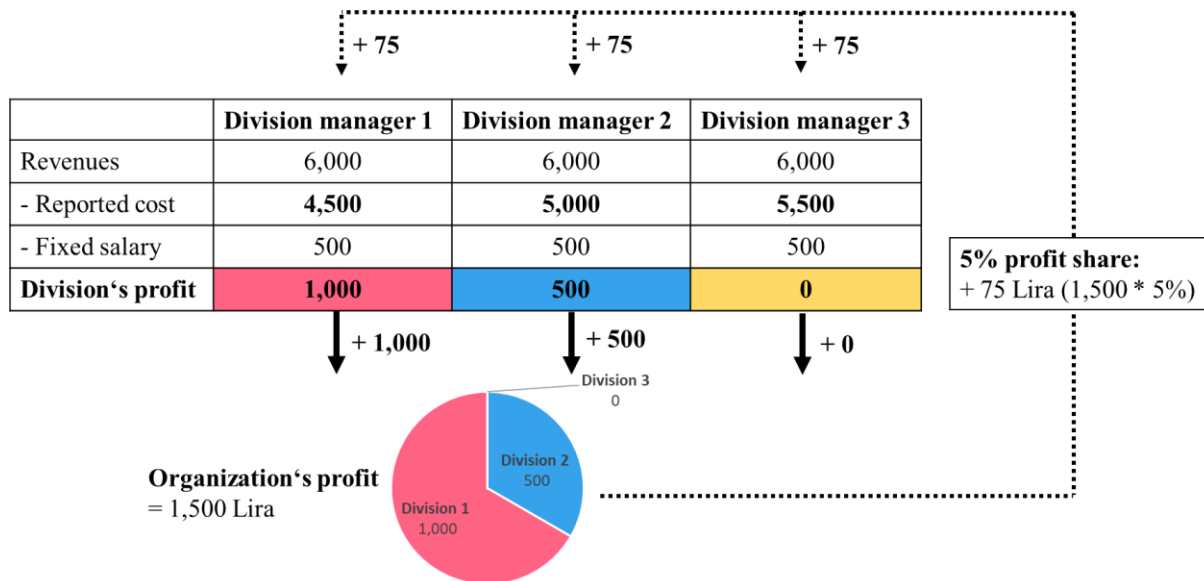 + 75
+ 75
+ 75
Division manager 1 Division manager 2 Division manager 3
Revenues 6,000 6,000 6,000
- Reported cost 4,500 5,000 5,500
- Fixed salary 500 500 500
Division‘s profit 1,000 500 0
5% profit share:
+ 75 Lira (1,500 * 5%)
+ 1,000
+ 500
+ 0
Division 3
0
Division 2
500
Organization‘s profit
= 1,500 Lira
Division 1
1,000